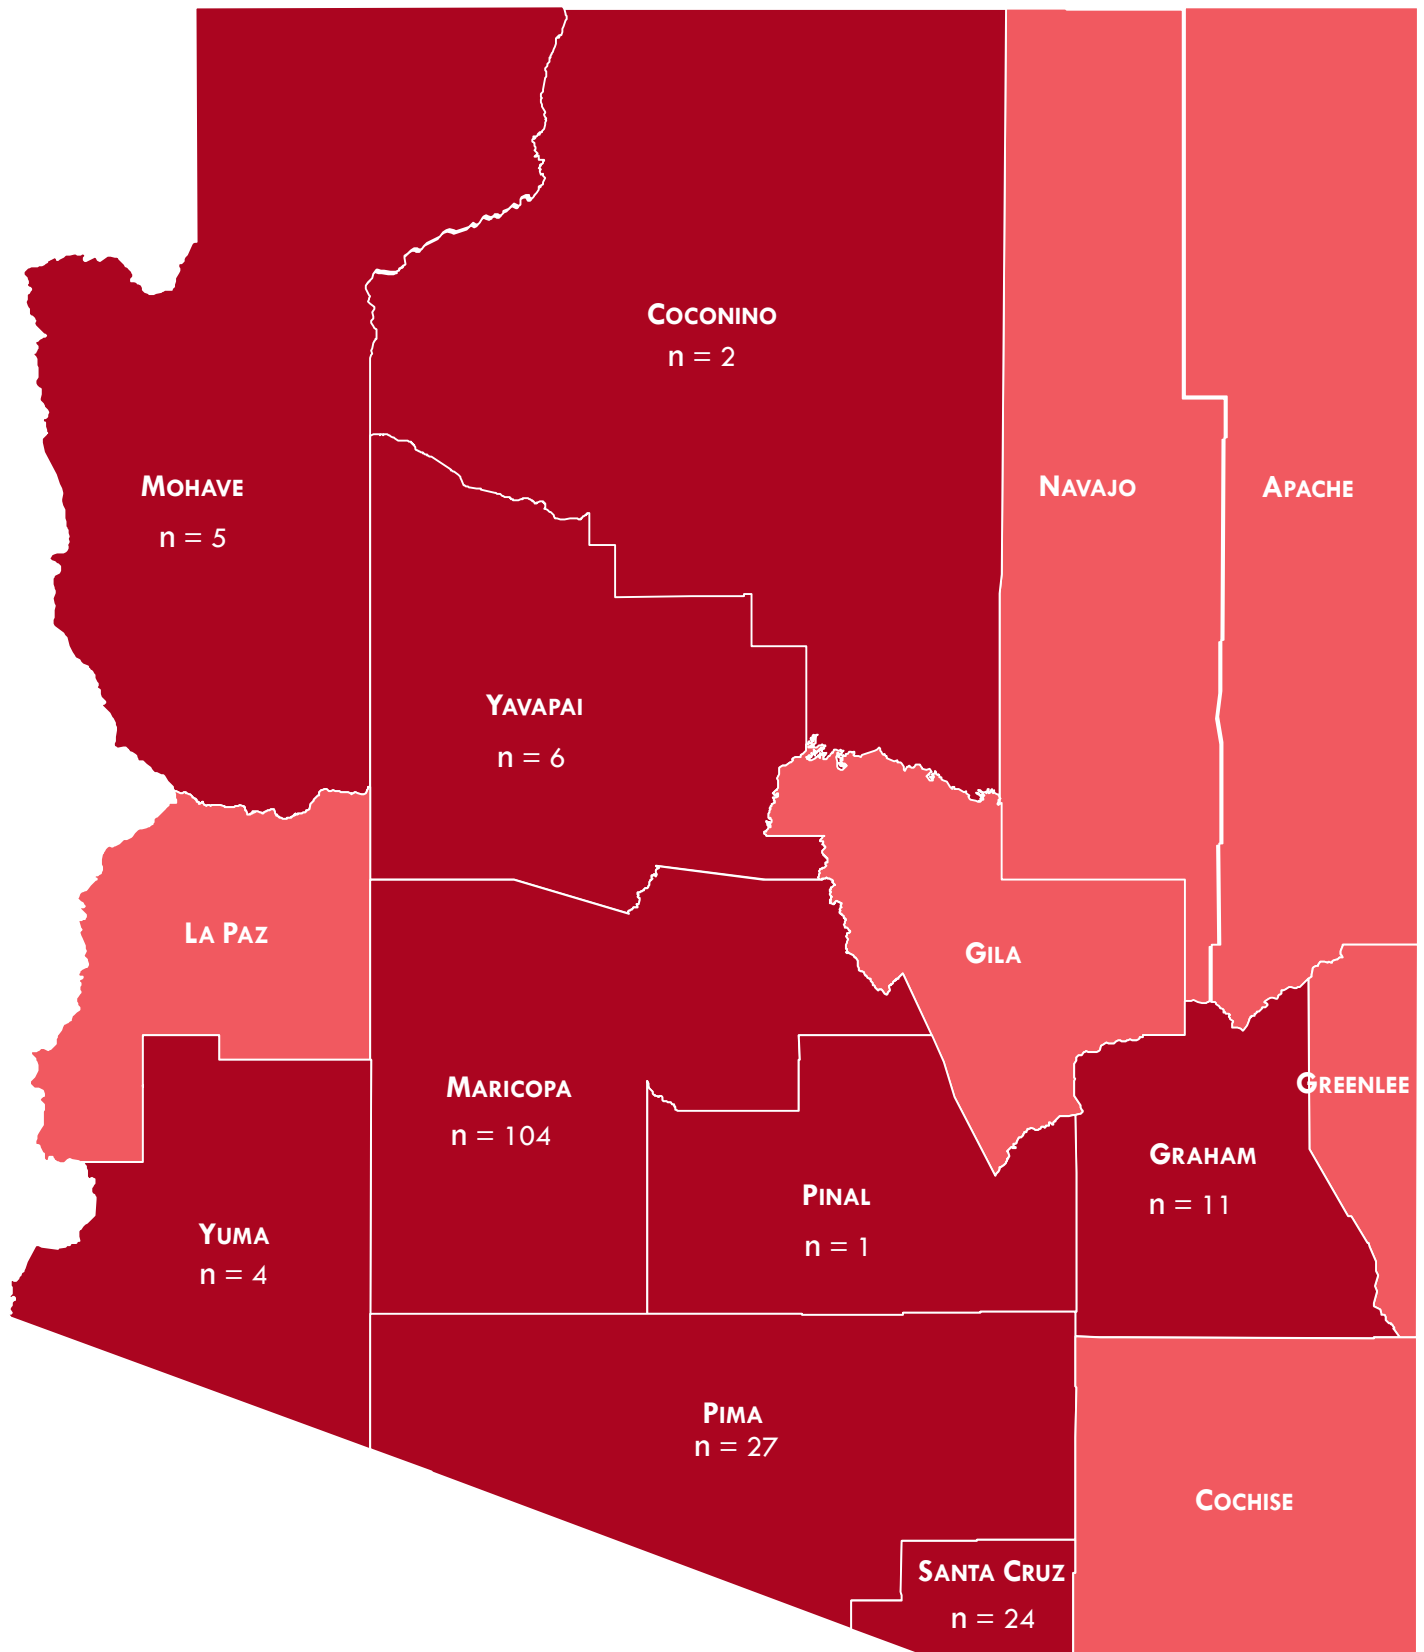 COCONINO
n = 2
MOHAVE
n = 5
NAVAJO
APACHE
YAVAPAI
n = 6
LA PAZ
GILA
MARICOPA
n = 104
GREENLEE
GRAHAM
n = 11
PINAL
n = 1
YUMA
n = 4
PIMA
n = 27
COCHISE
SANTA CRUZ
n = 24